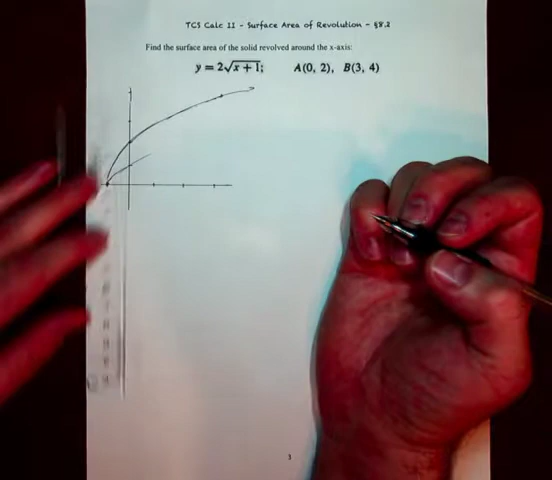 TCS Calc II - Surface Area of Revolution - §8.2
Find the surface area of the solid revolved around the x-axis:
y = 2√(x + 1); A(0, 2), B(3, 4)
3